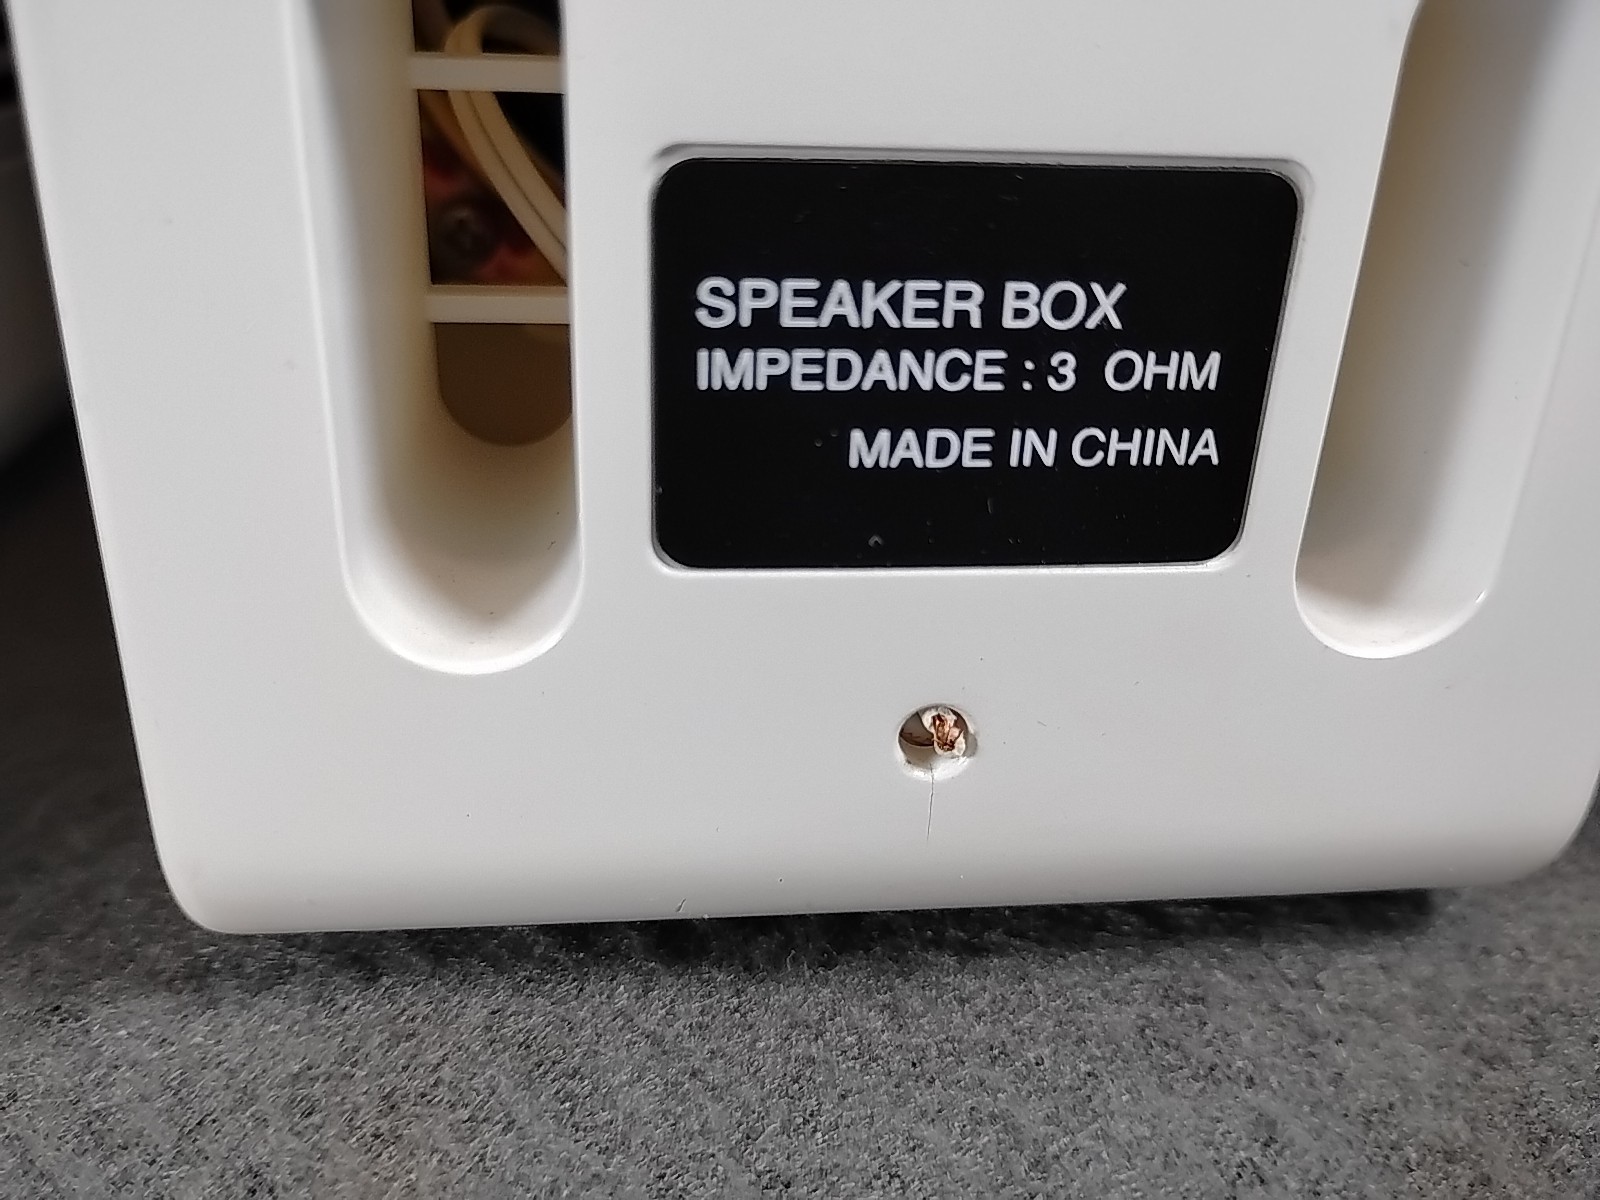 SPEAKER BOX
IMPEDANCE : 3 OHM
MADE IN CHINA